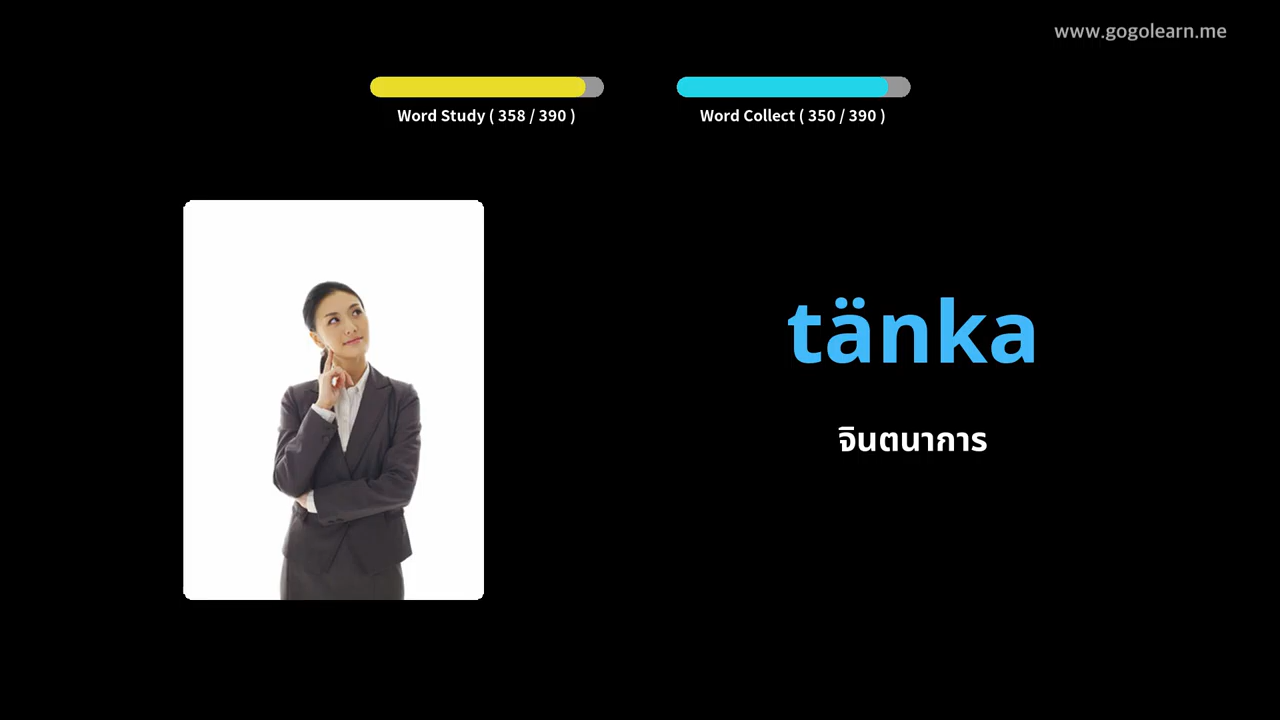 www.gogolearn.me
Word Study ( 358 / 390 )
Word Collect ( 350 / 390 )
tänka
จินตนาการ